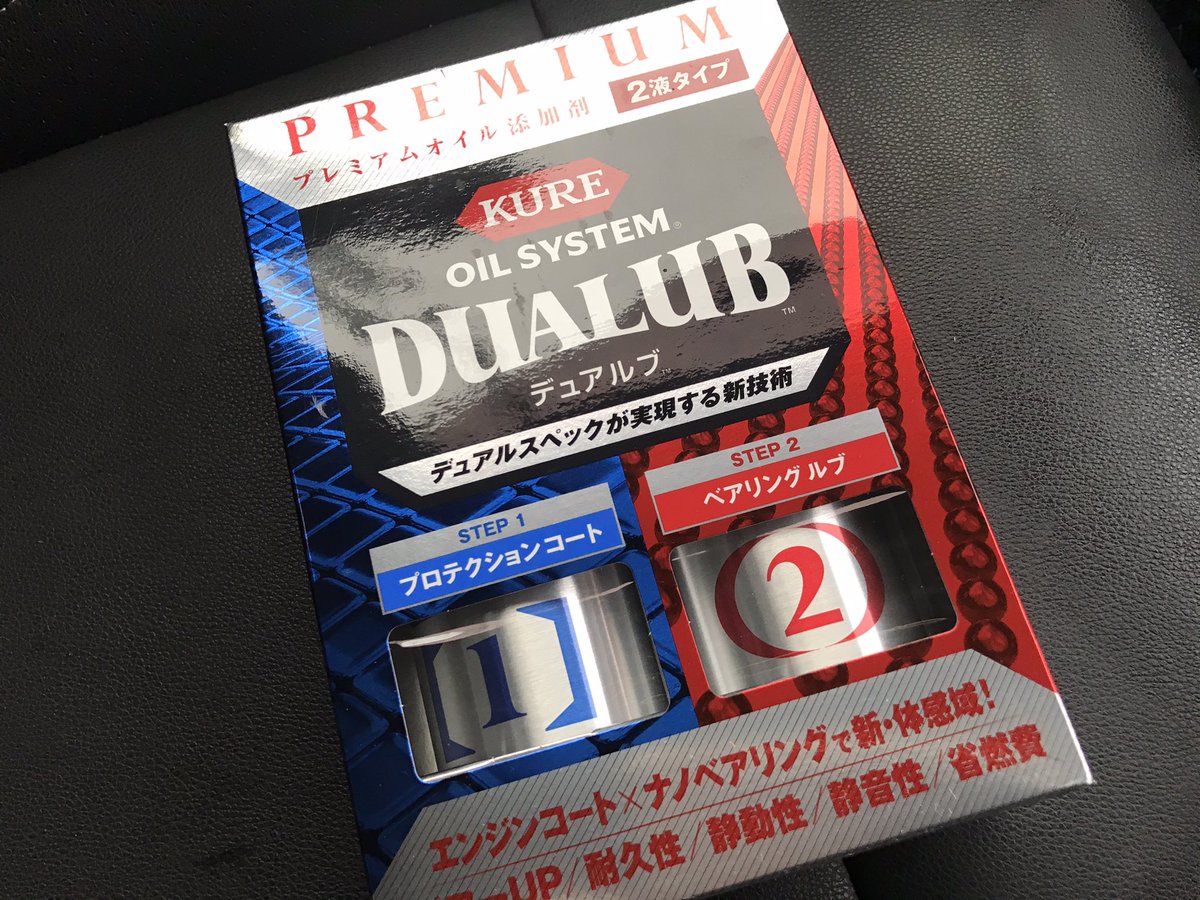 PREMIUM
プレミアムオイル添加剤 2液タイプ
KURE
OIL SYSTEM®
DUALUB™
デュアルブ™
デュアルスペックが実現する新技術
STEP 1
プロテクションコート
STEP 2
ベアリング ルブ
1
2
エンジンコート×ナノベアリングで新・体感域!
UP/耐久性/静動性/静音性/省燃費